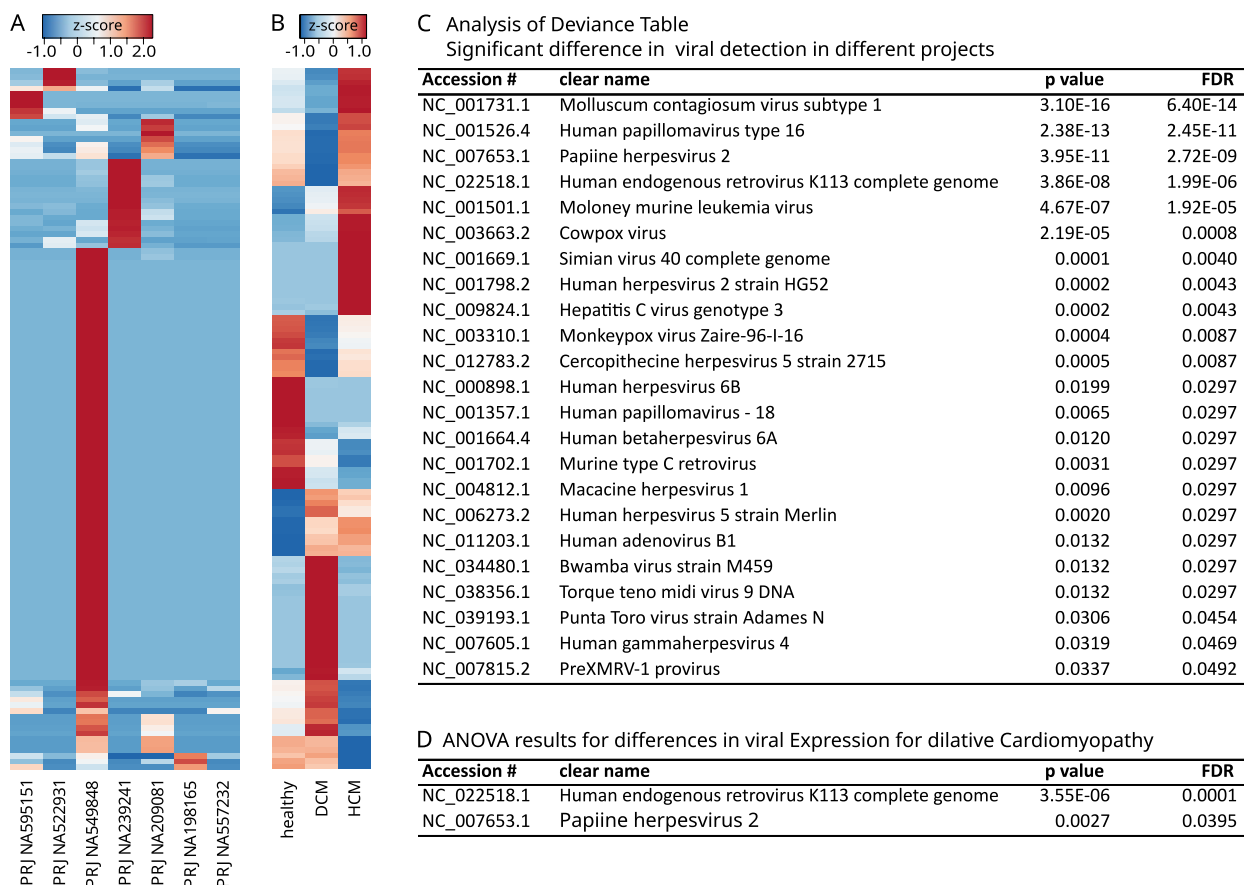 A
z-score
-1.0 0 1.0 2.0
PRJ NA595151
PRJ NA522931
PRJ NA549848
PRJ NA239241
PRJ NA209081
PRJ NA198165
PRJ NA557232
B
z-score
-1.0 0 1.0
healthy
DCM
HCM
C Analysis of Deviance Table
Significant difference in viral detection in different projects
Accession # clear name p value FDR
NC_001731.1 Molluscum contagiosum virus subtype 1 3.10E-16 6.40E-14
NC_001526.4 Human papillomavirus type 16 2.38E-13 2.45E-11
NC_007653.1 Papiine herpesvirus 2 3.95E-11 2.72E-09
NC_022518.1 Human endogenous retrovirus K113 complete genome 3.86E-08 1.99E-06
NC_001501.1 Moloney murine leukemia virus 4.67E-07 1.92E-05
NC_003663.2 Cowpox virus 2.19E-05 0.0008
NC_001669.1 Simian virus 40 complete genome 0.0001 0.0040
NC_001798.2 Human herpesvirus 2 strain HG52 0.0002 0.0043
NC_009824.1 Hepatitis C virus genotype 3 0.0002 0.0043
NC_003310.1 Monkeypox virus Zaire-96-I-16 0.0004 0.0087
NC_012783.2 Cercopithecine herpesvirus 5 strain 2715 0.0005 0.0087
NC_000898.1 Human herpesvirus 6B 0.0199 0.0297
NC_001357.1 Human papillomavirus - 18 0.0065 0.0297
NC_001664.4 Human betaherpesvirus 6A 0.0120 0.0297
NC_001702.1 Murine type C retrovirus 0.0031 0.0297
NC_004812.1 Macacine herpesvirus 1 0.0096 0.0297
NC_006273.2 Human herpesvirus 5 strain Merlin 0.0020 0.0297
NC_011203.1 Human adenovirus B1 0.0132 0.0297
NC_034480.1 Bwamba virus strain M459 0.0132 0.0297
NC_038356.1 Torque teno midi virus 9 DNA 0.0132 0.0297
NC_039193.1 Punta Toro virus strain Adames N 0.0306 0.0454
NC_007605.1 Human gammaherpesvirus 4 0.0319 0.0469
NC_007815.2 PreXMRV-1 provirus 0.0337 0.0492
D ANOVA results for differences in viral Expression for dilative Cardiomyopathy
Accession # clear name p value FDR
NC_022518.1 Human endogenous retrovirus K113 complete genome 3.55E-06 0.0001
NC_007653.1 Papiine herpesvirus 2 0.0027 0.0395